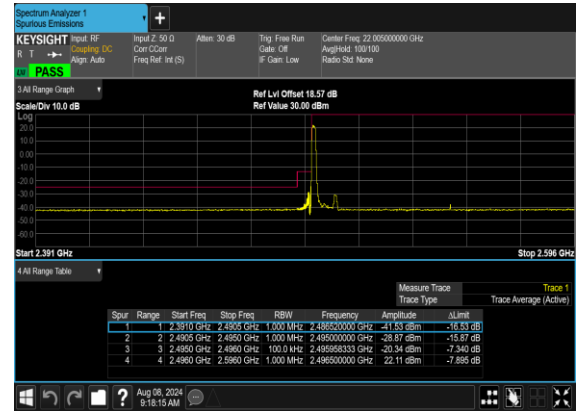 Spectrum Analyzer 1
Spurious Emissions
+
KEYSIGHT Input: RF Input Z: 50 Ω Atten: 30 dB Trig: Free Run Center Freq: 22.005000000 GHz
R T Coupling: DC Corr CCorr Gate: Off Avg|Hold: 100/100
Align: Auto Freq Ref: Int (S) IF Gain: Low Radio Std: None
PASS
3 All Range Graph
Ref Lvl Offset 18.57 dB
Scale/Div 10.0 dB Ref Value 30.00 dBm
Log
20.0
10.0
0.00
-10.0
-20.0
-30.0
-40.0
-50.0
-60.0
Start 2.391 GHz Stop 2.596 GHz
4 All Range Table
Measure Trace Trace 1
Trace Type Trace Average (Active)
Spur Range Start Freq Stop Freq RBW Frequency Amplitude ΔLimit
1 1 2.3910 GHz 2.4905 GHz 1.000 MHz 2.486520000 GHz -41.53 dBm -16.53 dB
2 2 2.4905 GHz 2.4950 GHz 1.000 MHz 2.495000000 GHz -28.87 dBm -15.87 dB
3 3 2.4950 GHz 2.4960 GHz 100.0 kHz 2.495958333 GHz -20.34 dBm -7.340 dB
4 4 2.4960 GHz 2.5960 GHz 1.000 MHz 2.496500000 GHz 22.11 dBm -7.895 dB
? Aug 08, 2024
9:18:15 AM